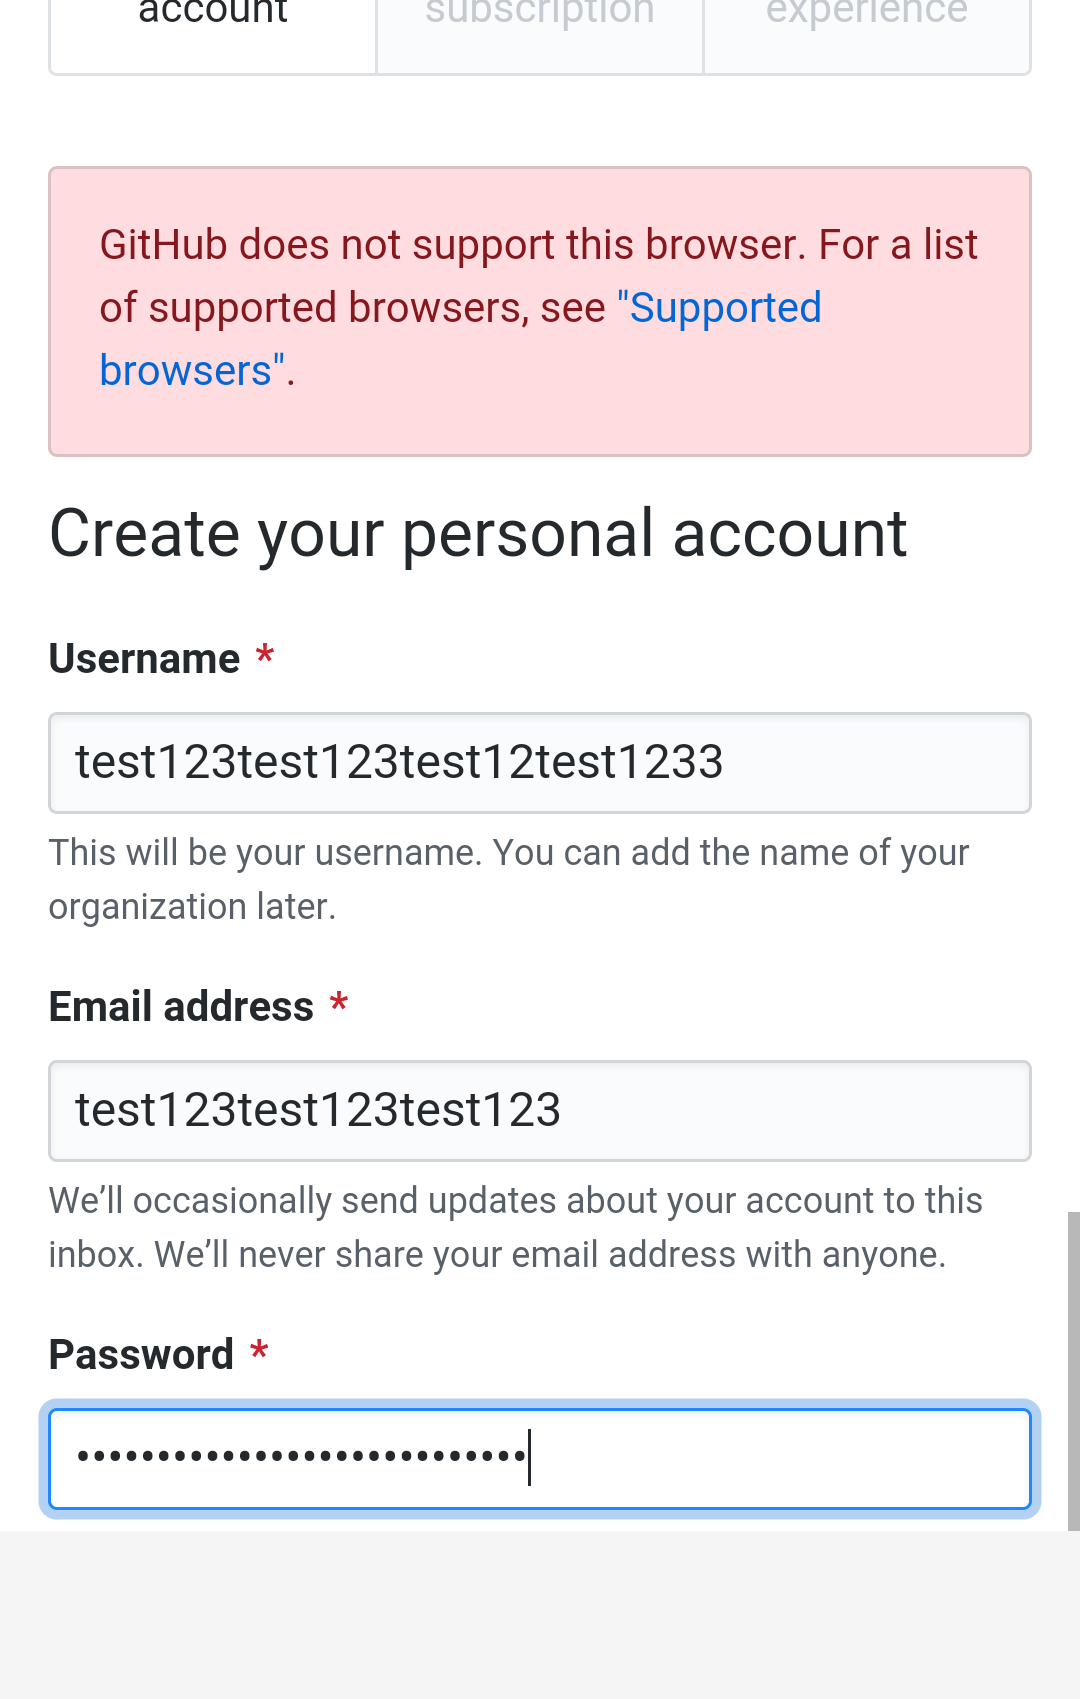 account subscription experience
GitHub does not support this browser. For a list
of supported browsers, see "Supported
browsers".
Create your personal account
Username *
test123test123test12test1233
This will be your username. You can add the name of your
organization later.
Email address *
test123test123test123
We’ll occasionally send updates about your account to this
inbox. We’ll never share your email address with anyone.
Password *
••••••••••••••••••••••••••••